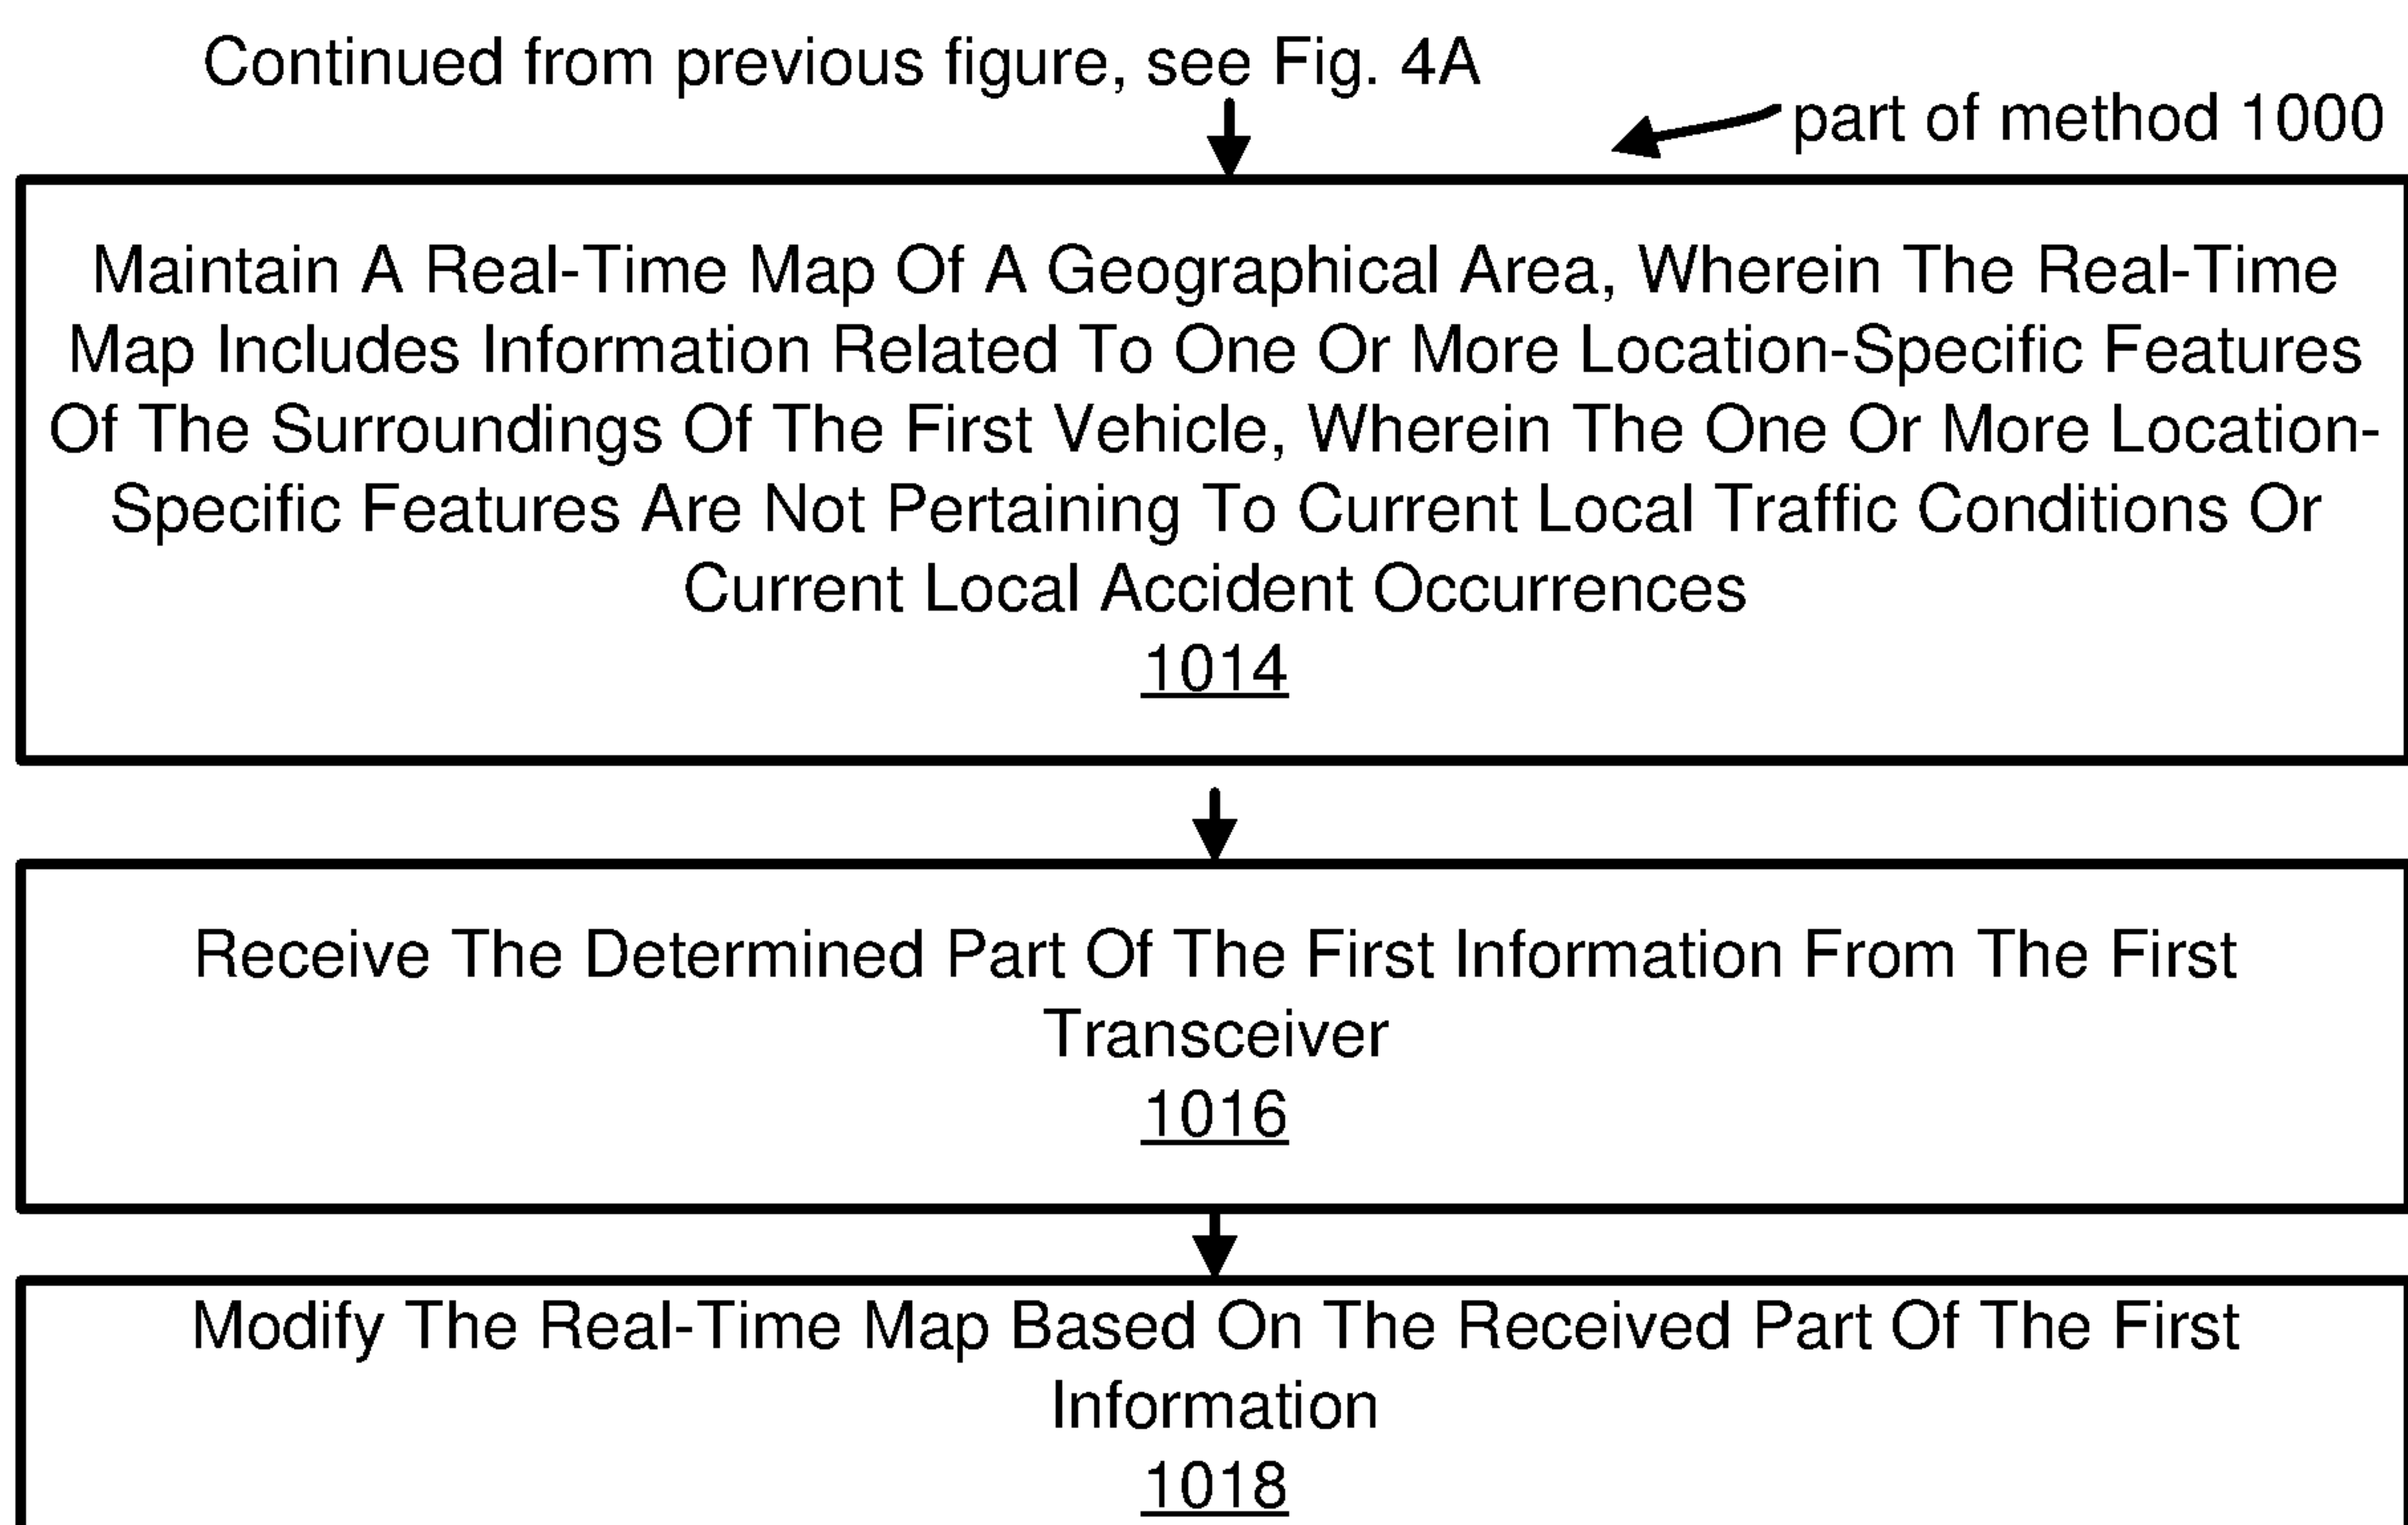 Continued from previous figure, see Fig. 4A
part of method 1000
Maintain A Real-Time Map Of A Geographical Area, Wherein The Real-Time
Map Includes Information Related To One Or More Location-Specific Features
Of The Surroundings Of The First Vehicle, Wherein The One Or More Location-
Specific Features Are Not Pertaining To Current Local Traffic Conditions Or
Current Local Accident Occurrences
1014
Receive The Determined Part Of The First Information From The First
Transceiver
1016
Modify The Real-Time Map Based On The Received Part Of The First
Information
1018